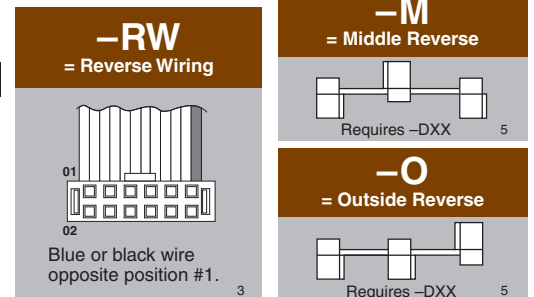 –RW
= Reverse Wiring
01
02
Blue or black wire
opposite position #1.
3
–M
= Middle Reverse
Requires –DXX
5
–O
= Outside Reverse
Requires –DXX
5